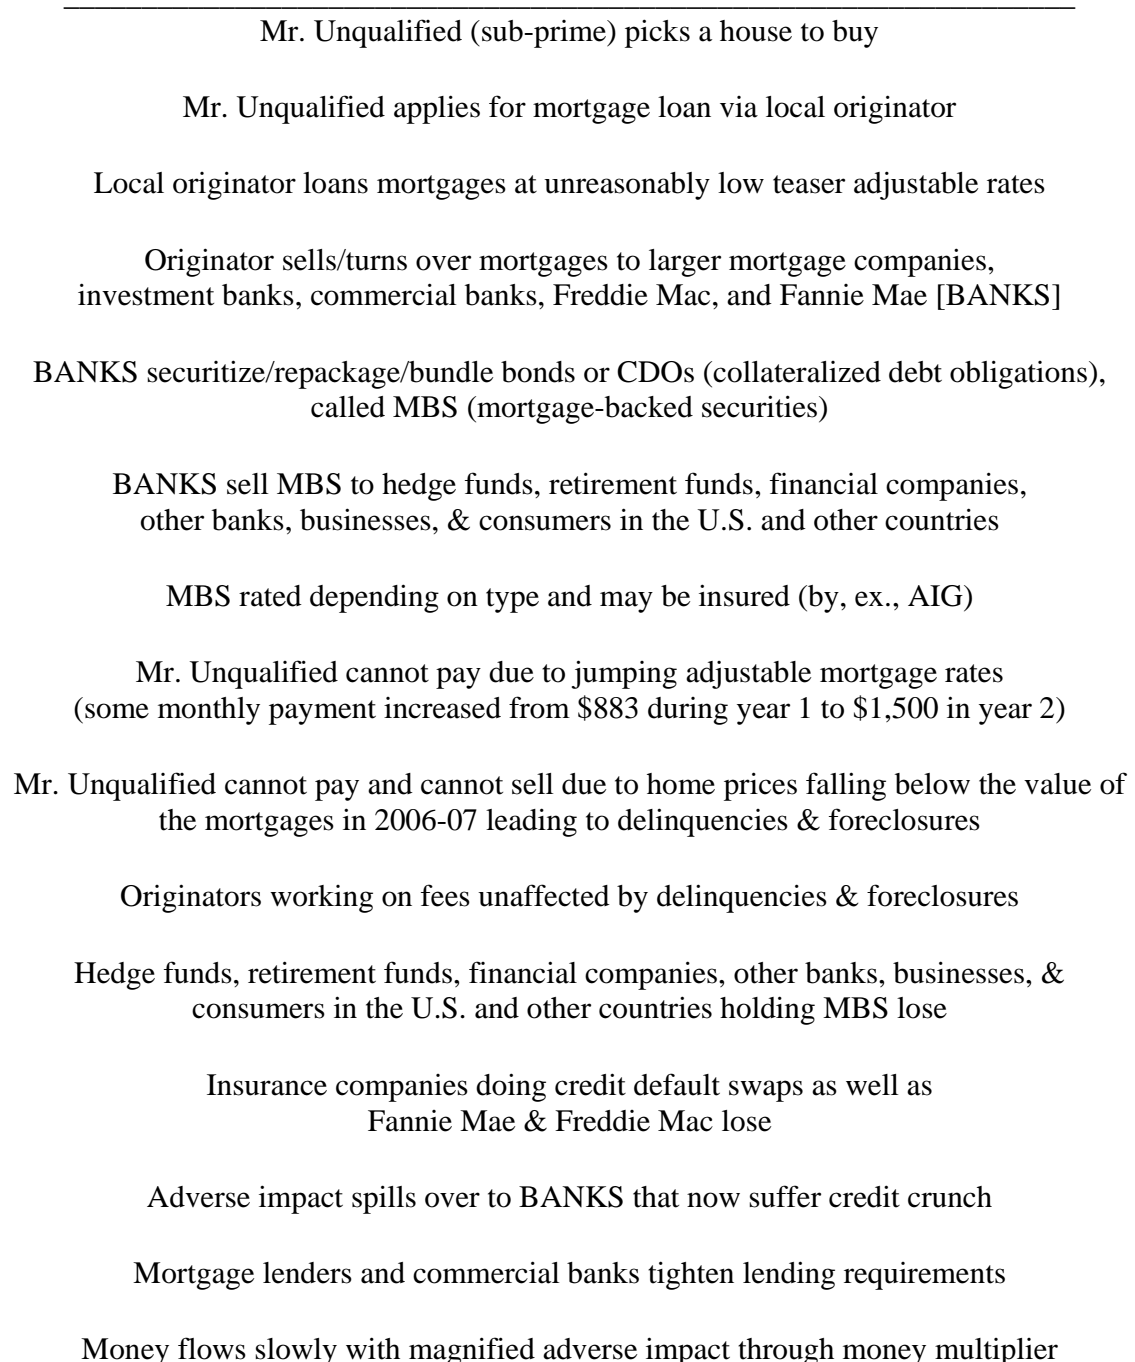 Mr. Unqualified (sub-prime) picks a house to buy
Mr. Unqualified applies for mortgage loan via local originator
Local originator loans mortgages at unreasonably low teaser adjustable rates
Originator sells/turns over mortgages to larger mortgage companies,
investment banks, commercial banks, Freddie Mac, and Fannie Mae [BANKS]
BANKS securitize/repackage/bundle bonds or CDOs (collateralized debt obligations),
called MBS (mortgage-backed securities)
BANKS sell MBS to hedge funds, retirement funds, financial companies,
other banks, businesses, & consumers in the U.S. and other countries
MBS rated depending on type and may be insured (by, ex., AIG)
Mr. Unqualified cannot pay due to jumping adjustable mortgage rates
(some monthly payment increased from $883 during year 1 to $1,500 in year 2)
Mr. Unqualified cannot pay and cannot sell due to home prices falling below the value of
the mortgages in 2006-07 leading to delinquencies & foreclosures
Originators working on fees unaffected by delinquencies & foreclosures
Hedge funds, retirement funds, financial companies, other banks, businesses, &
consumers in the U.S. and other countries holding MBS lose
Insurance companies doing credit default swaps as well as
Fannie Mae & Freddie Mac lose
Adverse impact spills over to BANKS that now suffer credit crunch
Mortgage lenders and commercial banks tighten lending requirements
Money flows slowly with magnified adverse impact through money multiplier